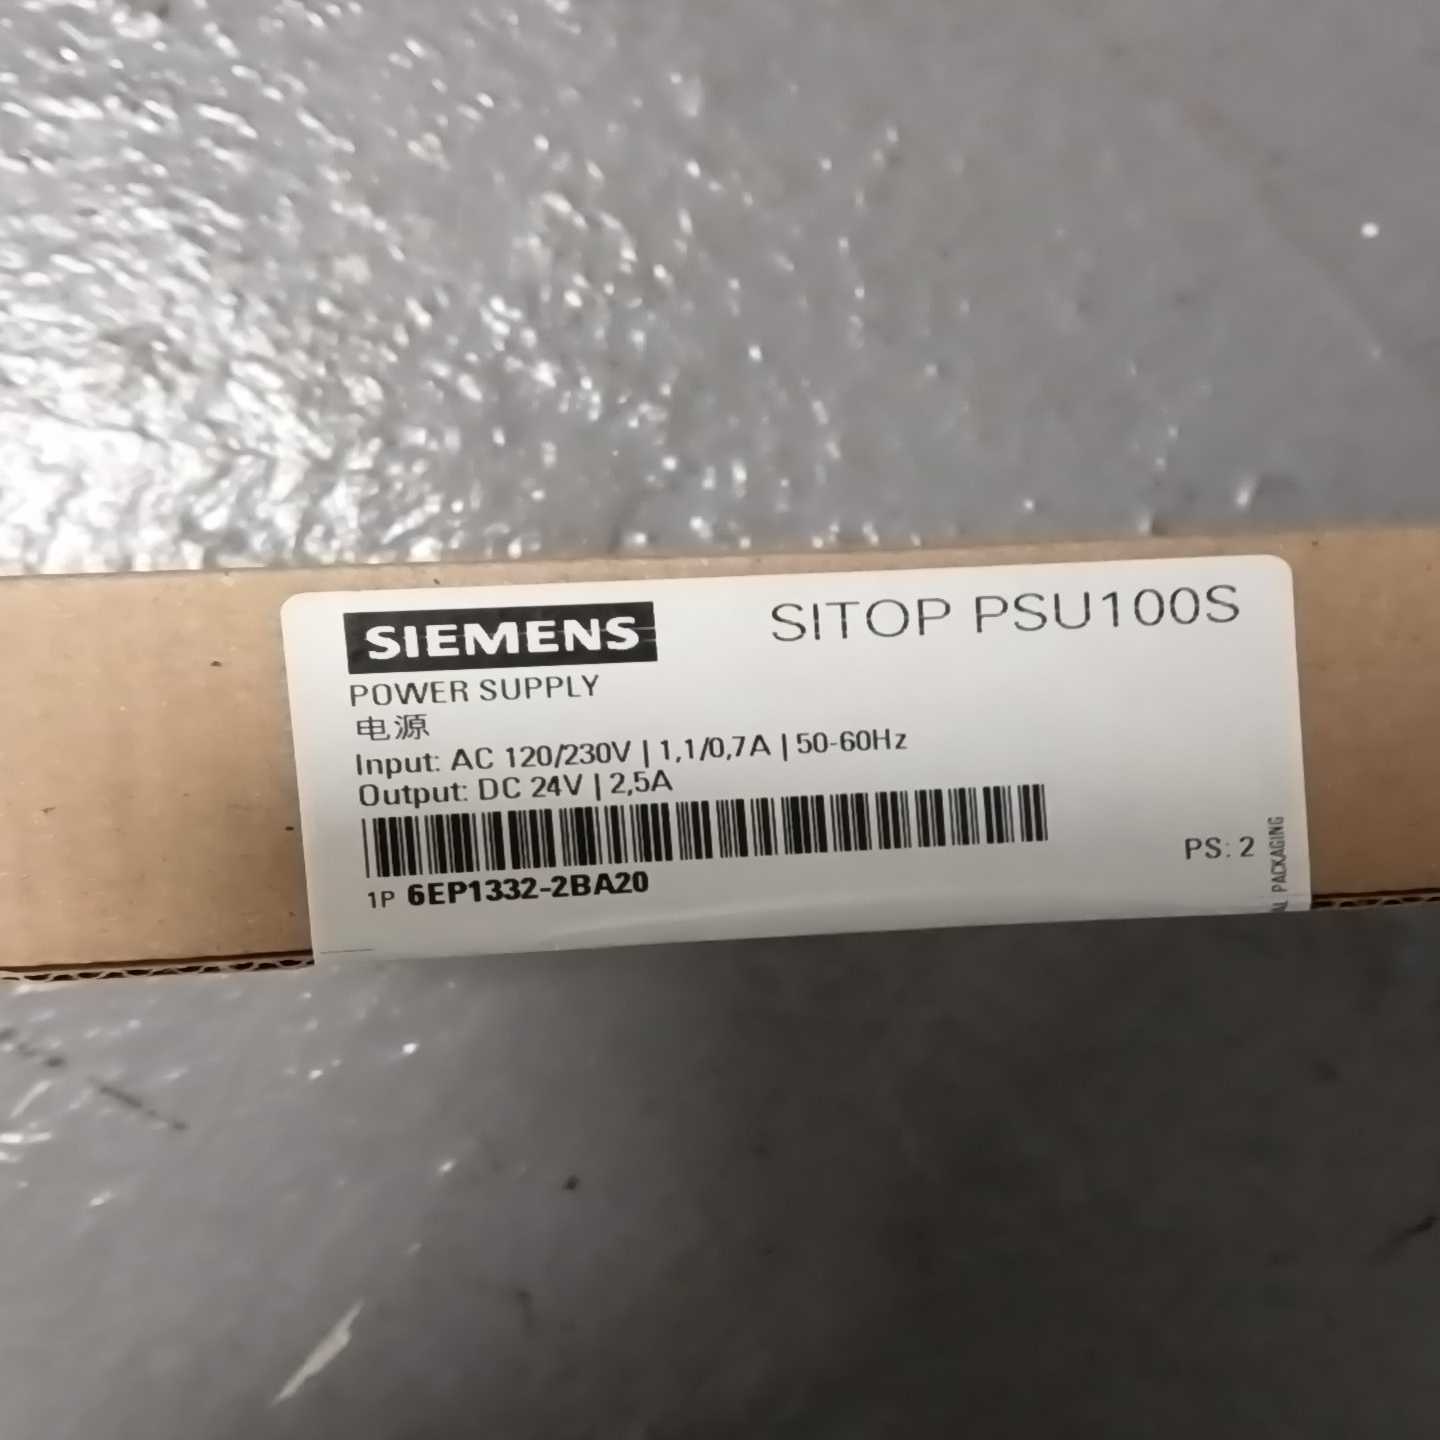 SIEMENS
SITOP PSU100S
POWER SUPPLY
电源
Input: AC 120/230V | 1,1/0,7A | 50-60Hz
Output: DC 24V | 2,5A
1P 6EP1332-2BA20
PS: 2
PACKAGING